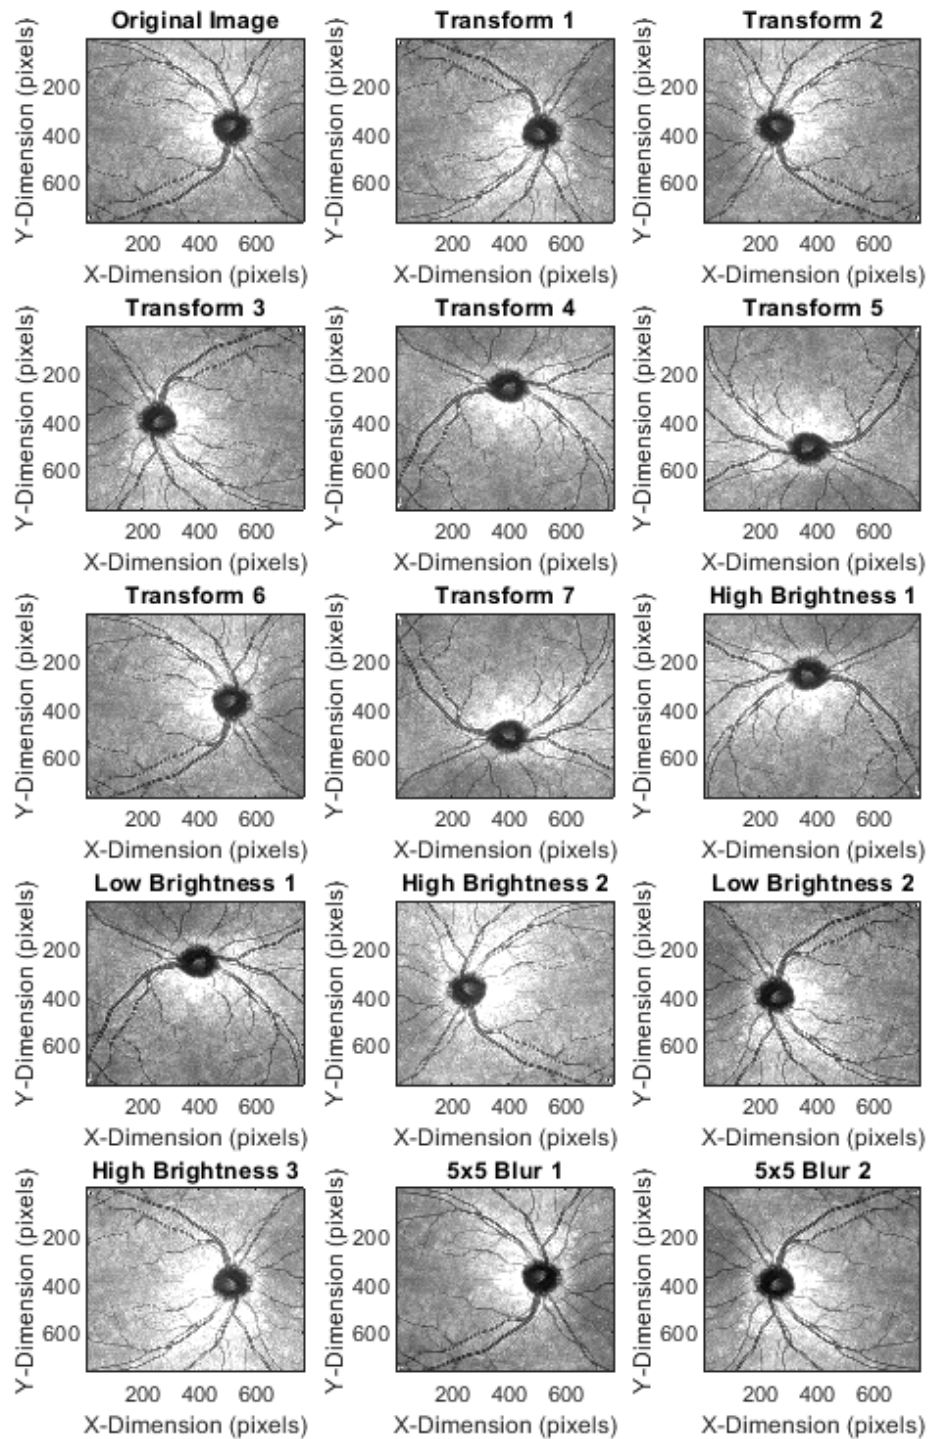 Original Image Transform 1 Transform 2
Y-Dimension (pixels) Y-Dimension (pixels) Y-Dimension (pixels)
200 200 200
400 400 400
600 600 600
200 400 600 200 400 600 200 400 600
X-Dimension (pixels) X-Dimension (pixels) X-Dimension (pixels)
Transform 3 Transform 4 Transform 5
Y-Dimension (pixels) Y-Dimension (pixels) Y-Dimension (pixels)
200 200 200
400 400 400
600 600 600
200 400 600 200 400 600 200 400 600
X-Dimension (pixels) X-Dimension (pixels) X-Dimension (pixels)
Transform 6 Transform 7 High Brightness 1
Y-Dimension (pixels) Y-Dimension (pixels) Y-Dimension (pixels)
200 200 200
400 400 400
600 600 600
200 400 600 200 400 600 200 400 600
X-Dimension (pixels) X-Dimension (pixels) X-Dimension (pixels)
Low Brightness 1 High Brightness 2 Low Brightness 2
Y-Dimension (pixels) Y-Dimension (pixels) Y-Dimension (pixels)
200 200 200
400 400 400
600 600 600
200 400 600 200 400 600 200 400 600
X-Dimension (pixels) X-Dimension (pixels) X-Dimension (pixels)
High Brightness 3 5x5 Blur 1 5x5 Blur 2
Y-Dimension (pixels) Y-Dimension (pixels) Y-Dimension (pixels)
200 200 200
400 400 400
600 600 600
200 400 600 200 400 600 200 400 600
X-Dimension (pixels) X-Dimension (pixels) X-Dimension (pixels)